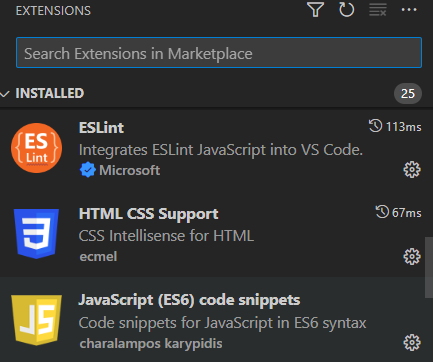 EXTENSIONS
Search Extensions in Marketplace
INSTALLED 25
ES
Lint
ESLint 113ms
Integrates ESLint JavaScript into VS Code.
Microsoft
3
HTML CSS Support 67ms
CSS Intellisense for HTML
ecmel
JS
JavaScript (ES6) code snippets
Code snippets for JavaScript in ES6 syntax
charalampos karypidis